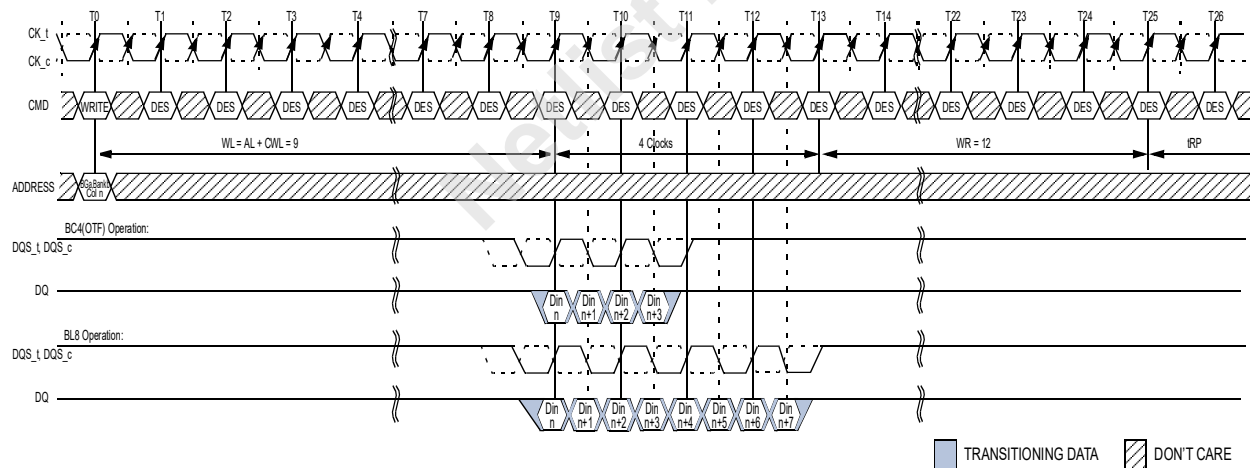 T0 T1 T2 T3 T4 T7 T8 T9 T10 T11 T12 T13 T14 T22 T23 T24 T25 T26
CK_t
CK_c
CMD WRITE DES DES DES DES DES DES DES DES DES DES DES DES DES DES DES DES DES
WL = AL + CWL = 9 4 Clocks WR = 12 tRP
ADDRESS BGa,Bankb
Col n
BC4(OTF) Operation:
DQS_t, DQS_c
DQ Din Din Din Din
n n+1 n+2 n+3
BL8 Operation:
DQS_t, DQS_c
DQ Din Din Din Din Din Din Din Din
n n+1 n+2 n+3 n+4 n+5 n+6 n+7
TRANSITIONING DATA DON'T CARE
Netlist